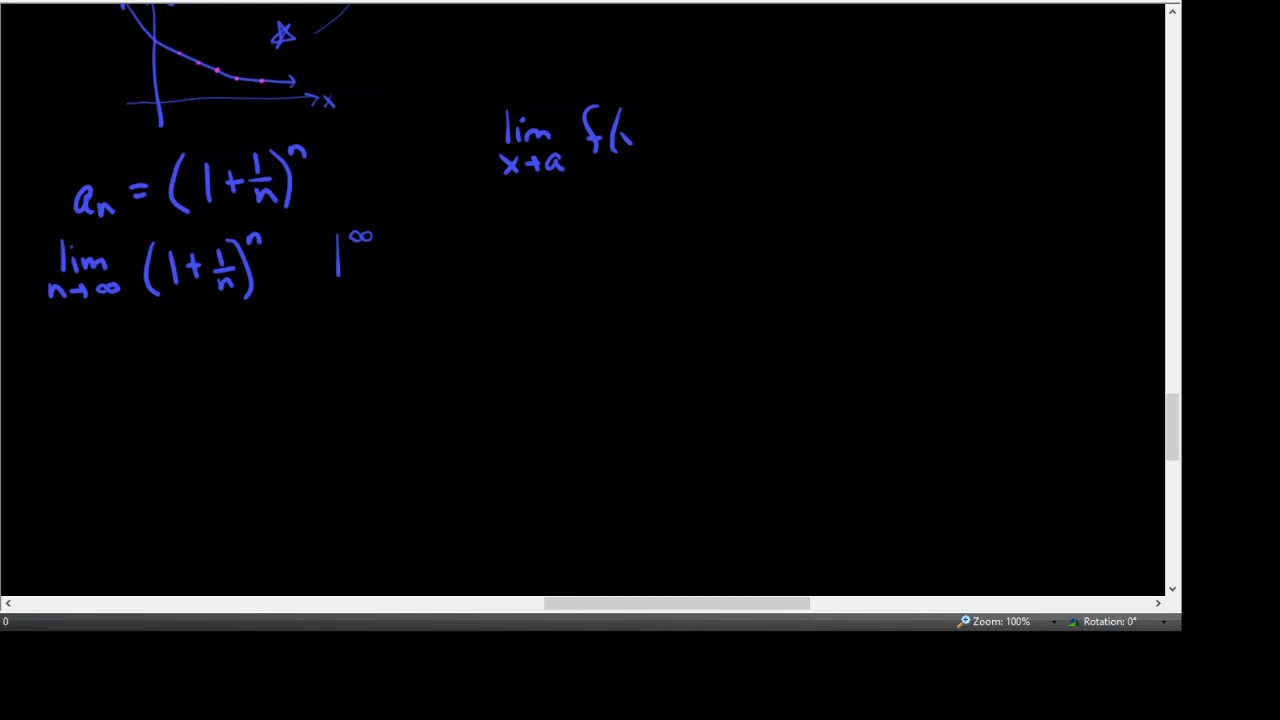 x
aₙ = (1 + 1/n)ⁿ
lim n→∞ (1 + 1/n)ⁿ 1^∞
lim x→a f(
0
Zoom: 100% Rotation: 0°